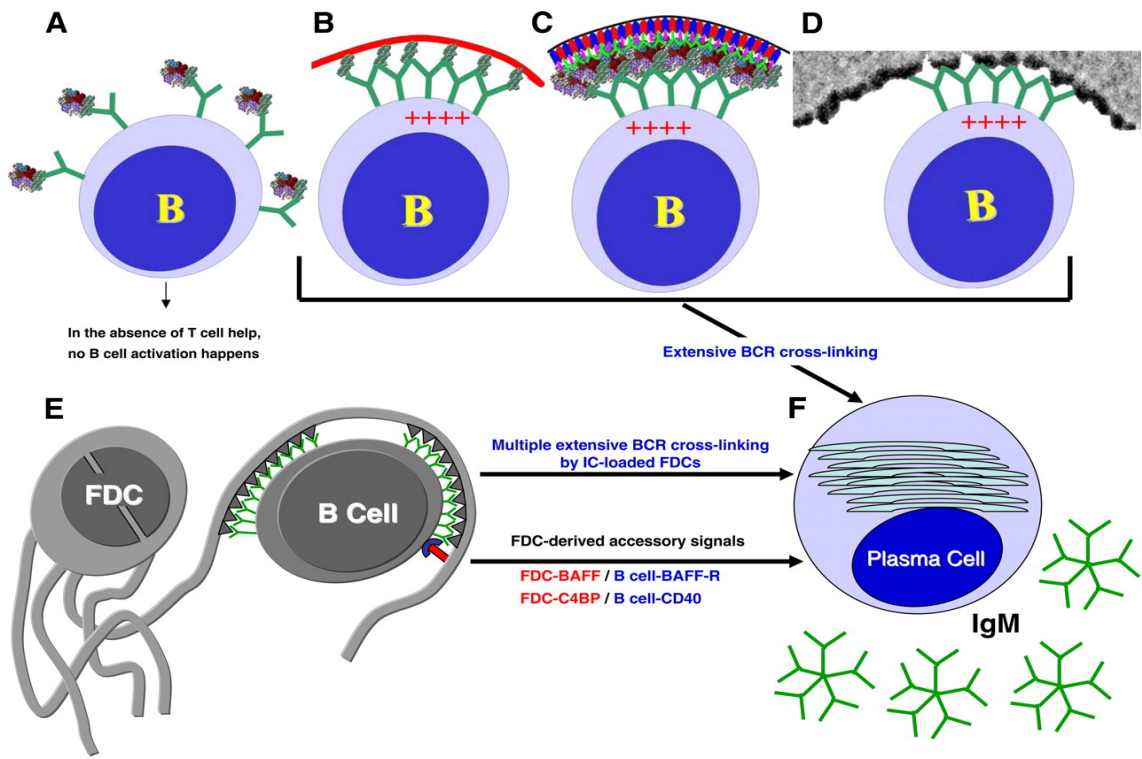 A
B
C
D
++++
++++
++++
B
B
B
B
In the absence of T cell help,
no B cell activation happens
Extensive BCR cross-linking
E
F
FDC
B Cell
Multiple extensive BCR cross-linking
by IC-loaded FDCs
FDC-derived accessory signals
FDC-BAFF / B cell-BAFF-R
FDC-C4BP / B cell-CD40
Plasma Cell
IgM